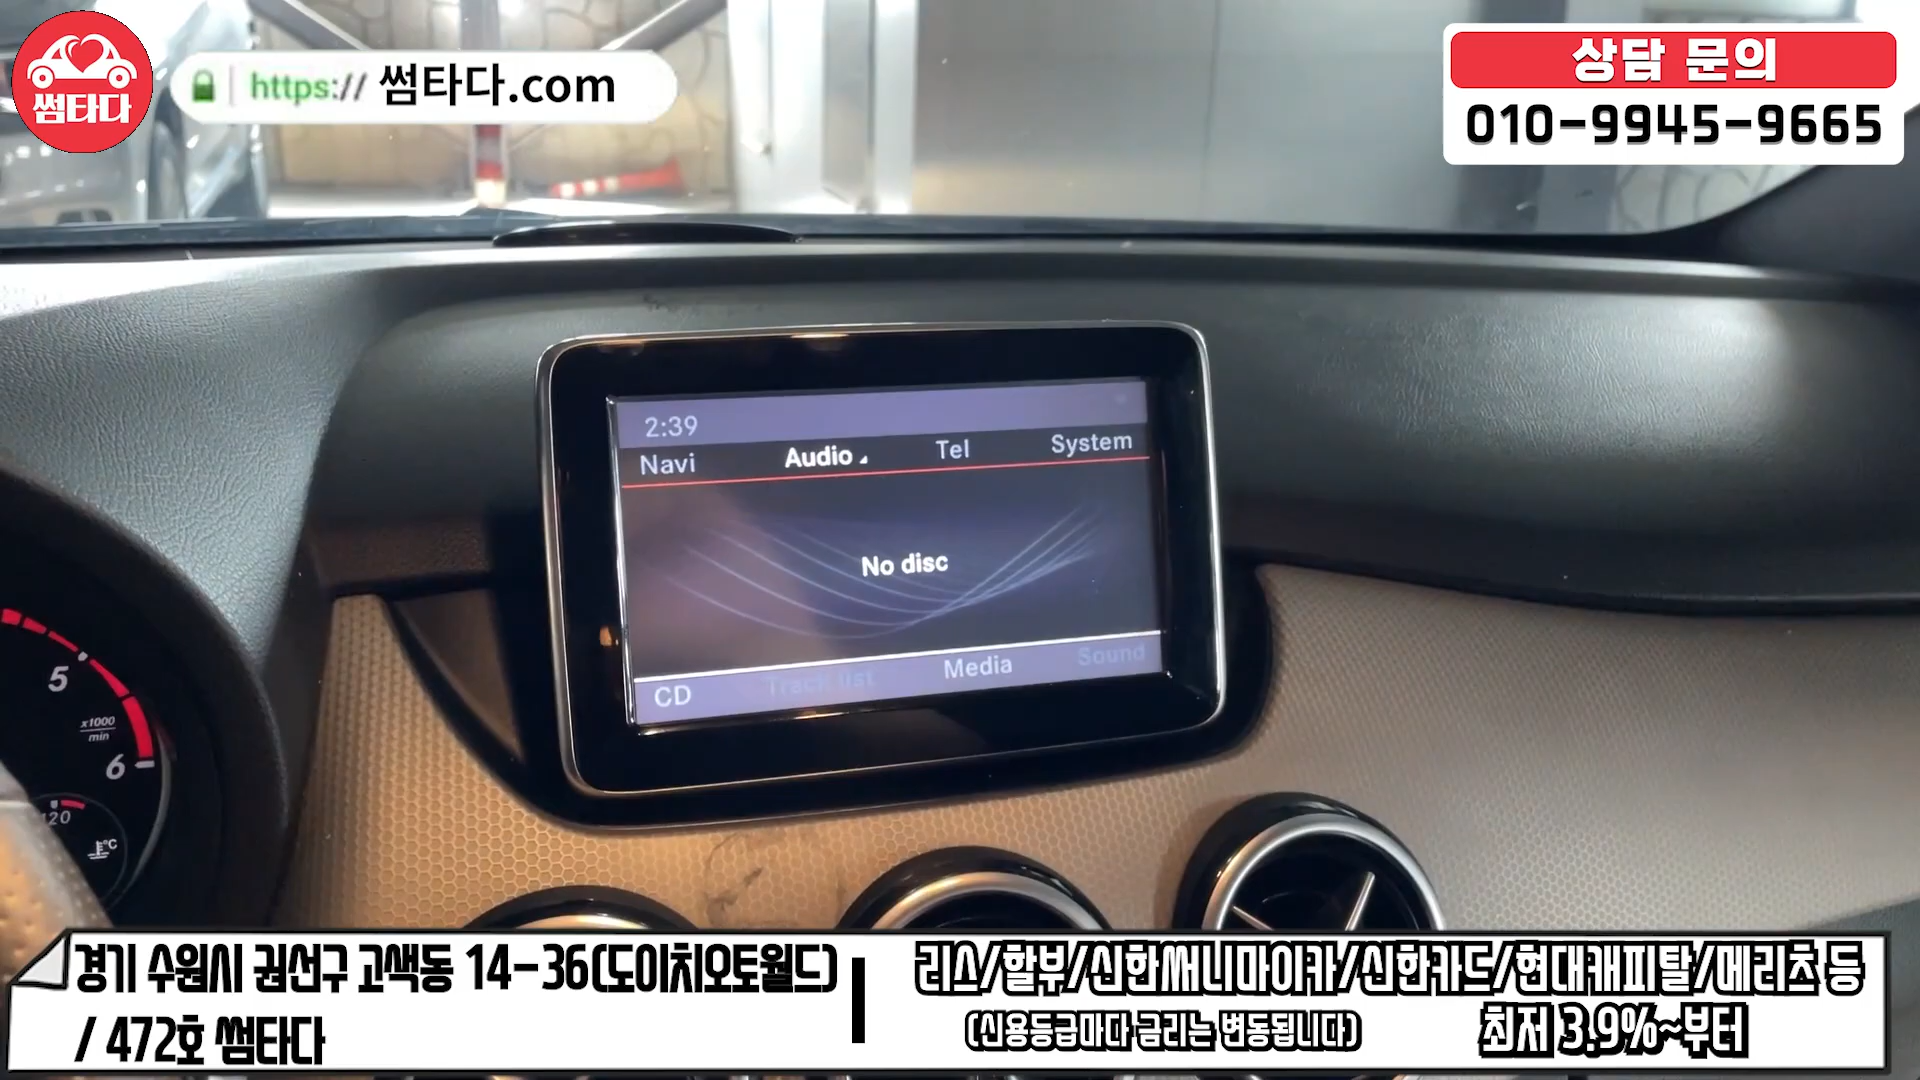 썸타다
https:// 썸타다.com
상담 문의
010-9945-9665
2:39
Navi Audio Tel System
No disc
CD Track list Media Sound
5
x1000
min
6
120
°C
경기 수원시 권선구 고색동 14-36(도이치오토월드)
/ 472호 썸타다
리스/할부/신한써니마이카/신한카드/현대캐피탈/메리츠 등
(신용등급마다 금리는 변동됩니다) 최저 3.9%~부터